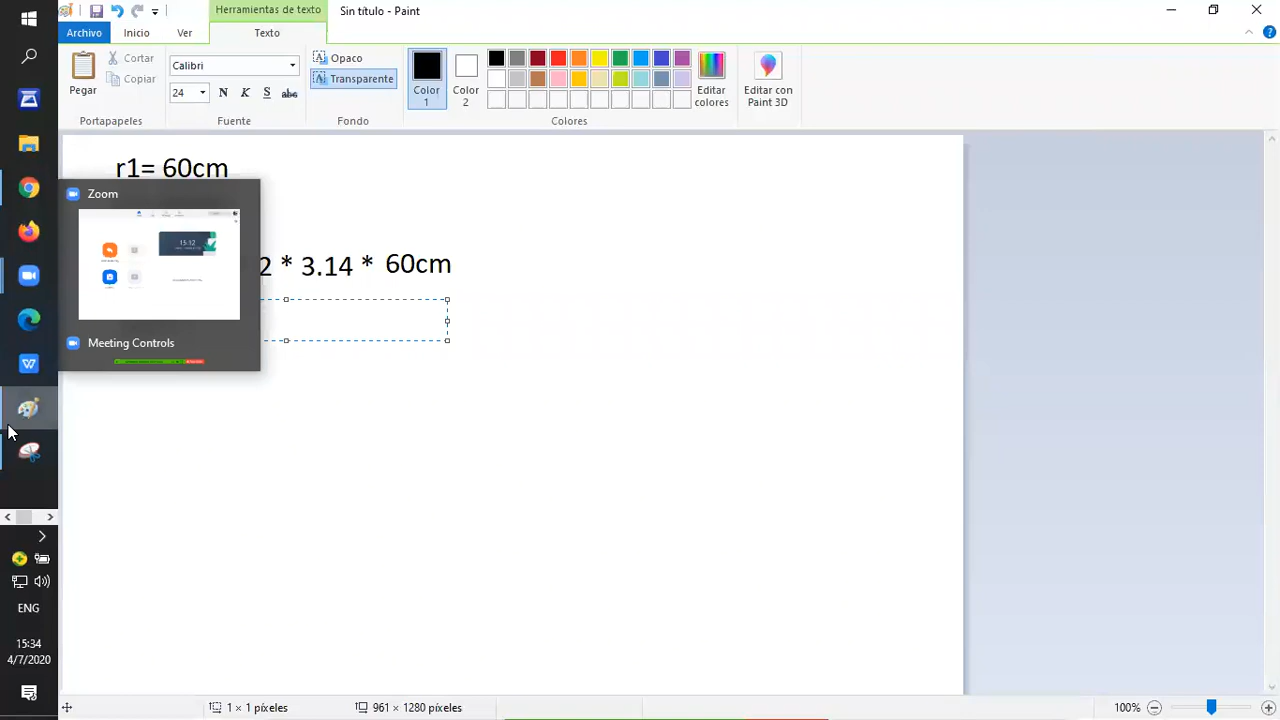 Herramientas de texto
Sin título - Paint
Archivo
Inicio
Ver
Texto
Pegar
Cortar
Copiar
Portapapeles
Calibri
24
N K S abc
Fuente
Opaco
Transparente
Fondo
Color 1
Color 2
Editar colores
Colores
Editar con Paint 3D
r1= 60cm
2 * 3.14 * 60cm
Zoom
15:12
Meeting Controls
ENG
15:34
4/7/2020
1 × 1 píxeles
961 × 1280 píxeles
100%